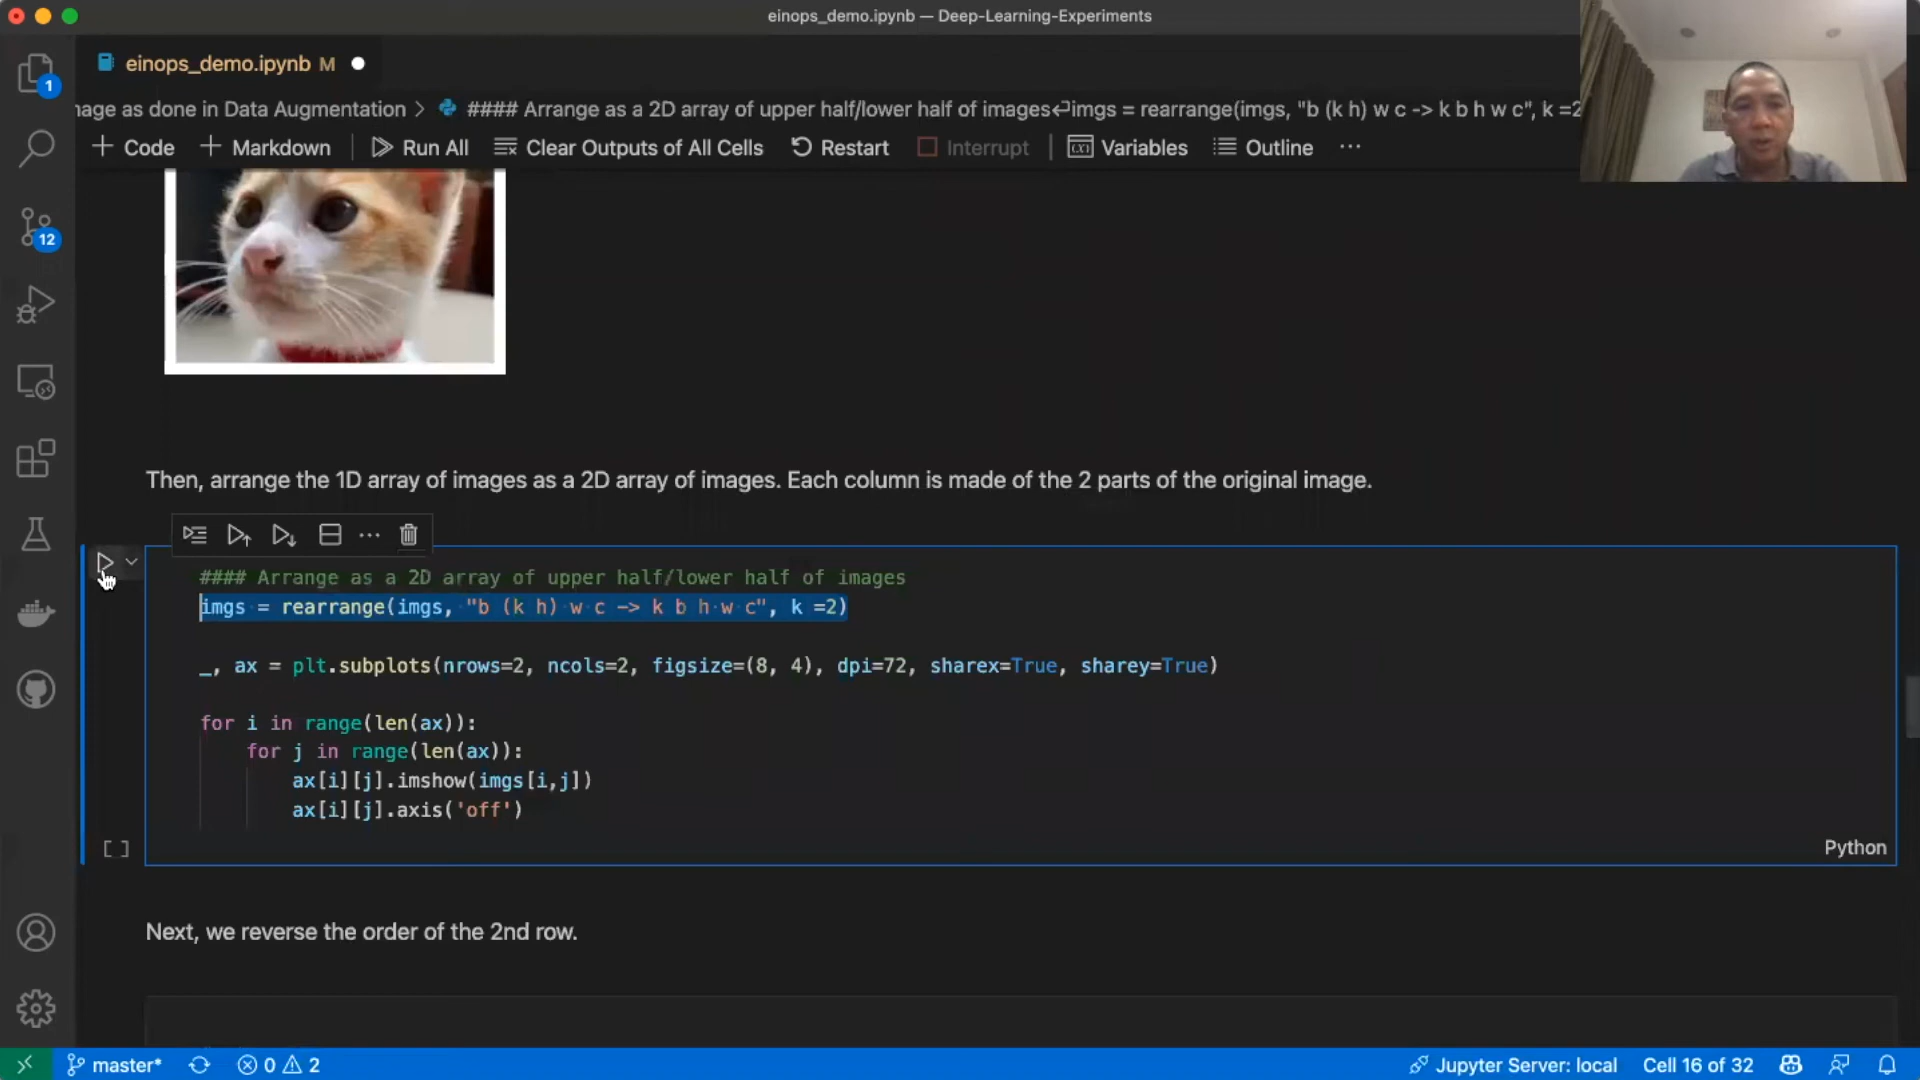 einops_demo.ipynb — Deep-Learning-Experiments
einops_demo.ipynb M
1
mage as done in Data Augmentation > #### Arrange as a 2D array of upper half/lower half of images↵imgs = rearrange(imgs, "b (k h) w c -> k b h w c", k =2
+ Code + Markdown Run All Clear Outputs of All Cells Restart Interrupt Variables Outline ···
12
Then, arrange the 1D array of images as a 2D array of images. Each column is made of the 2 parts of the original image.
#### Arrange as a 2D array of upper half/lower half of images
imgs = rearrange(imgs, "b (k h) w c -> k b h w c", k =2)
_, ax = plt.subplots(nrows=2, ncols=2, figsize=(8, 4), dpi=72, sharex=True, sharey=True)
for i in range(len(ax)):
for j in range(len(ax)):
ax[i][j].imshow(imgs[i,j])
ax[i][j].axis('off')
[ ]
Python
Next, we reverse the order of the 2nd row.
master* 0 2 Jupyter Server: local Cell 16 of 32